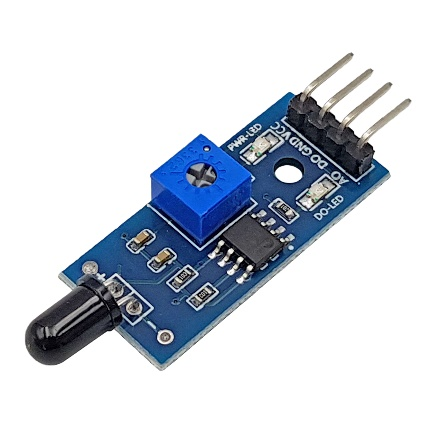 PWR-LED
VCC
GND
DO
AO
DO-LED